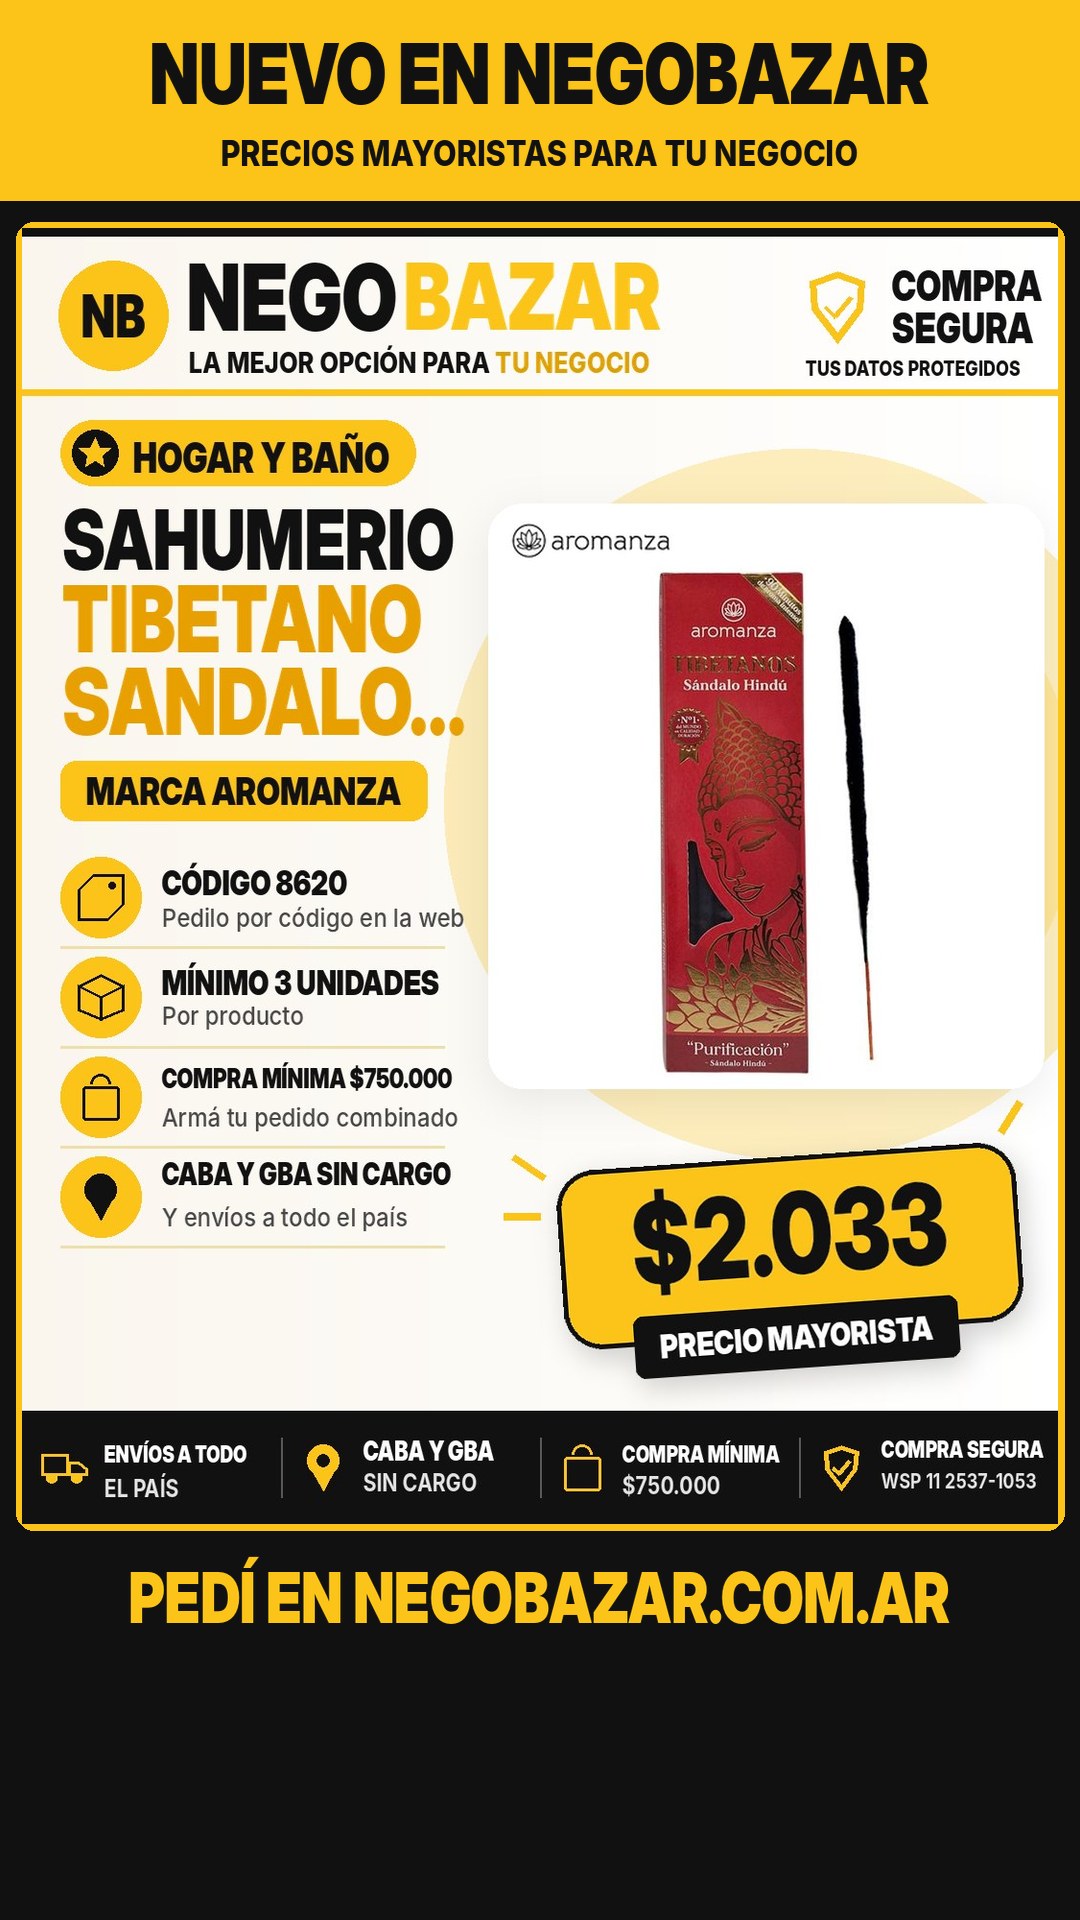 NUEVO EN NEGOBAZAR
PRECIOS MAYORISTAS PARA TU NEGOCIO
NB
NEGOBAZAR
LA MEJOR OPCIÓN PARA TU NEGOCIO
COMPRA
SEGURA
TUS DATOS PROTEGIDOS
HOGAR Y BAÑO
SAHUMERIO
TIBETANO
SANDALO...
MARCA AROMANZA
CÓDIGO 8620
Pedilo por código en la web
MÍNIMO 3 UNIDADES
Por producto
COMPRA MÍNIMA $750.000
Armá tu pedido combinado
CABA Y GBA SIN CARGO
Y envíos a todo el país
aromanza
aromanza
TIBETANOS
Sándalo Hindú
Nº1
"Purificación"
- Sándalo Hindú -
$2.033
PRECIO MAYORISTA
ENVÍOS A TODO
EL PAÍS
CABA Y GBA
SIN CARGO
COMPRA MÍNIMA
$750.000
COMPRA SEGURA
WSP 11 2537-1053
PEDÍ EN NEGOBAZAR.COM.AR